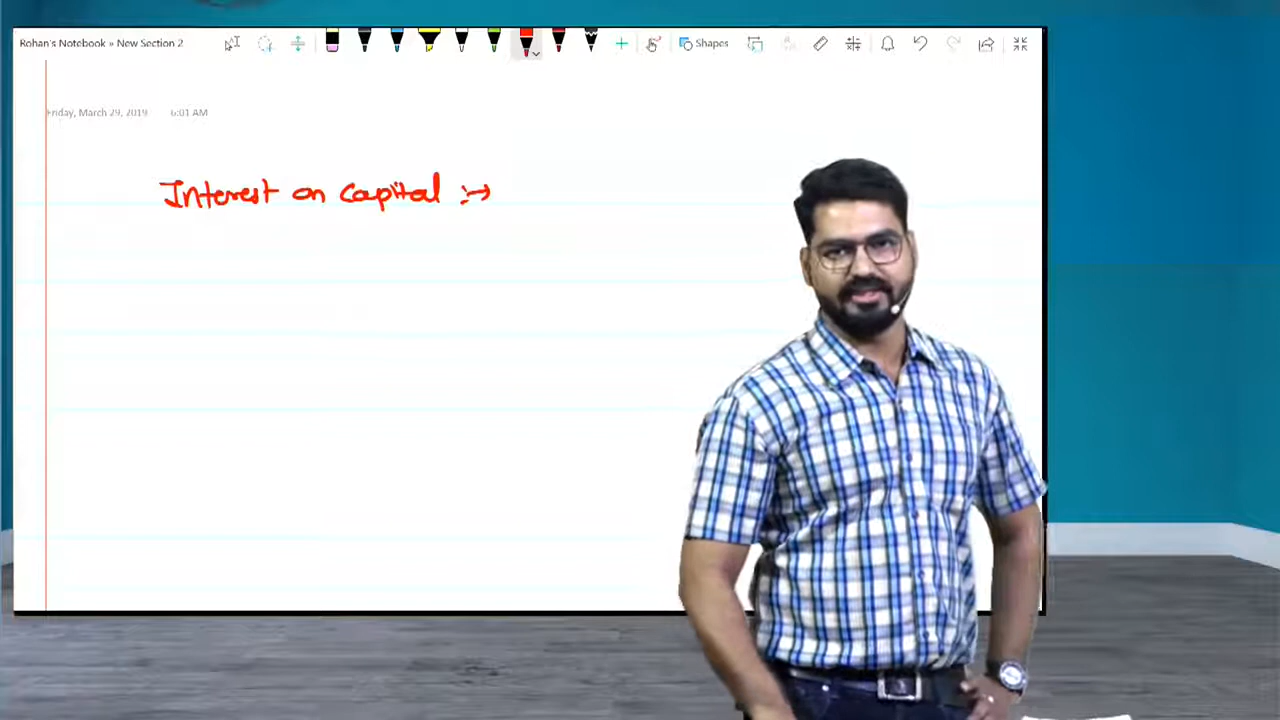 Rohan's Notebook » New Section 2
Shapes
Friday, March 29, 2019 6:01 AM
Interest on capital :→